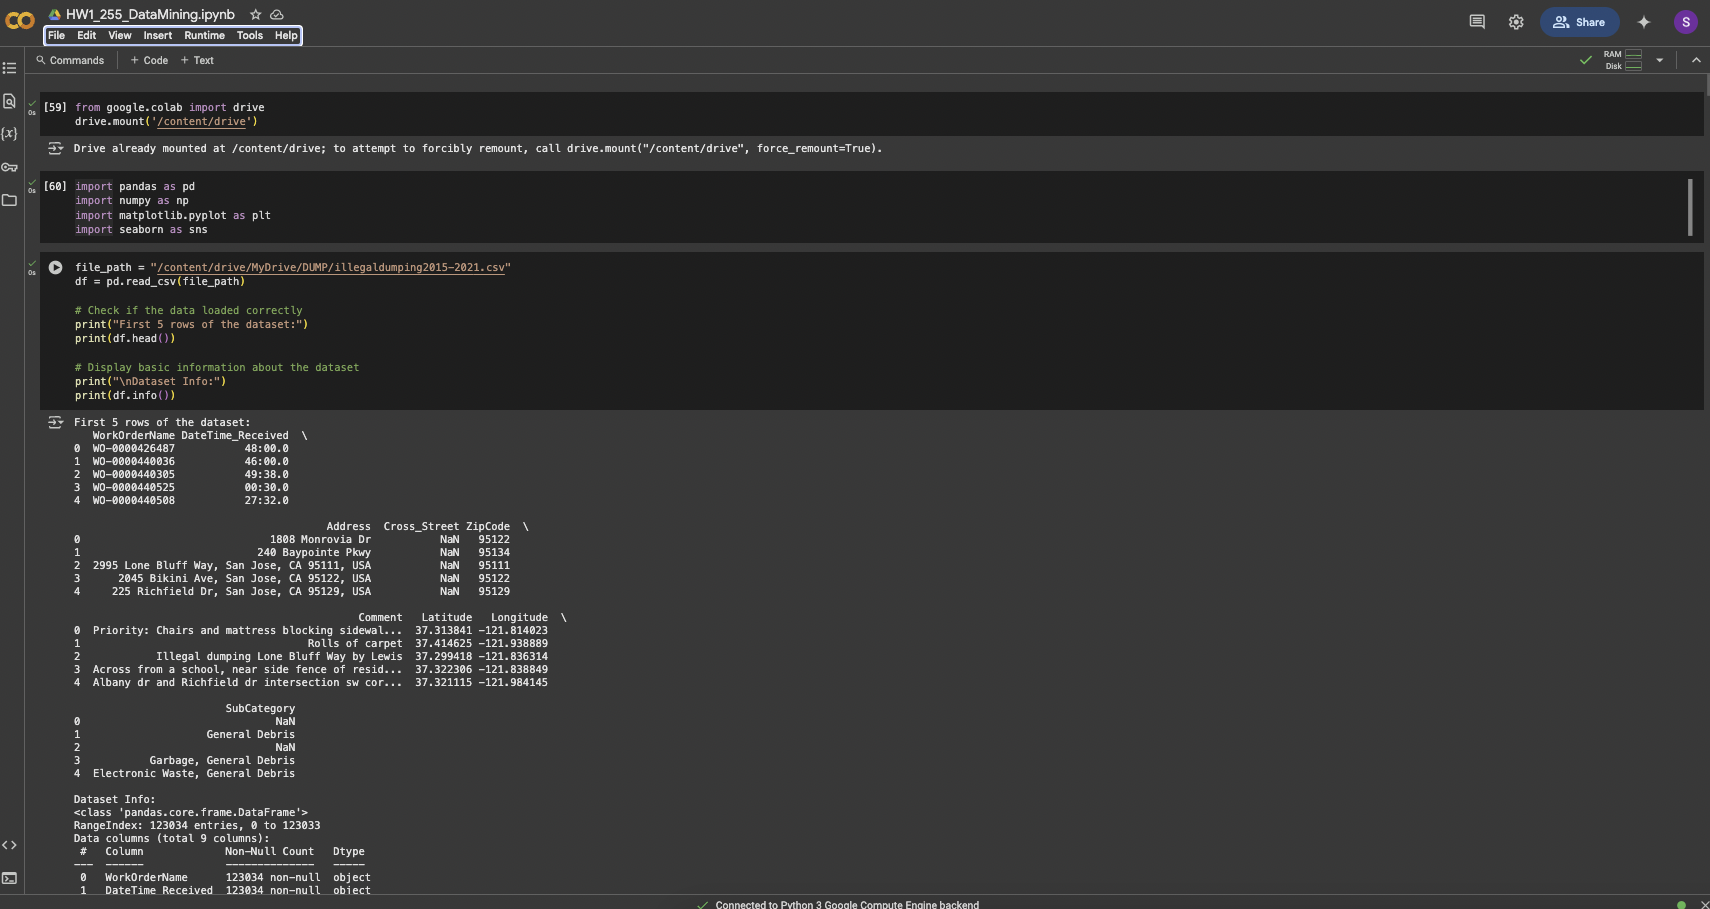 HW1_255_DataMining.ipynb
File Edit View Insert Runtime Tools Help
Share
S
Commands + Code + Text
RAM
Disk
[59] from google.colab import drive
0s
drive.mount('/content/drive')
Drive already mounted at /content/drive; to attempt to forcibly remount, call drive.mount("/content/drive", force_remount=True).
[60] import pandas as pd
0s
import numpy as np
import matplotlib.pyplot as plt
import seaborn as sns
file_path = "/content/drive/MyDrive/DUMP/illegaldumping2015-2021.csv"
0s
df = pd.read_csv(file_path)
# Check if the data loaded correctly
print("First 5 rows of the dataset:")
print(df.head())
# Display basic information about the dataset
print("\nDataset Info:")
print(df.info())
First 5 rows of the dataset:
WorkOrderName DateTime_Received \
0 WO-0000426487 48:00.0
1 WO-0000440036 46:00.0
2 WO-0000440305 49:38.0
3 WO-0000440525 00:30.0
4 WO-0000440508 27:32.0
Address Cross_Street ZipCode \
0 1808 Monrovia Dr NaN 95122
1 240 Baypointe Pkwy NaN 95134
2 2995 Lone Bluff Way, San Jose, CA 95111, USA NaN 95111
3 2045 Bikini Ave, San Jose, CA 95122, USA NaN 95122
4 225 Richfield Dr, San Jose, CA 95129, USA NaN 95129
Comment Latitude Longitude \
0 Priority: Chairs and mattress blocking sidewal... 37.313841 -121.814023
1 Rolls of carpet 37.414625 -121.938889
2 Illegal dumping Lone Bluff Way by Lewis 37.299418 -121.836314
3 Across from a school, near side fence of resid... 37.322306 -121.838849
4 Albany dr and Richfield dr intersection sw cor... 37.321115 -121.984145
SubCategory
0 NaN
1 General Debris
2 NaN
3 Garbage, General Debris
4 Electronic Waste, General Debris
Dataset Info:
<class 'pandas.core.frame.DataFrame'>
RangeIndex: 123034 entries, 0 to 123033
Data columns (total 9 columns):
# Column Non-Null Count Dtype
--- ------ -------------- -----
0 WorkOrderName 123034 non-null object
1 DateTime_Received 123034 non-null object
Connected to Python 3 Google Compute Engine backend